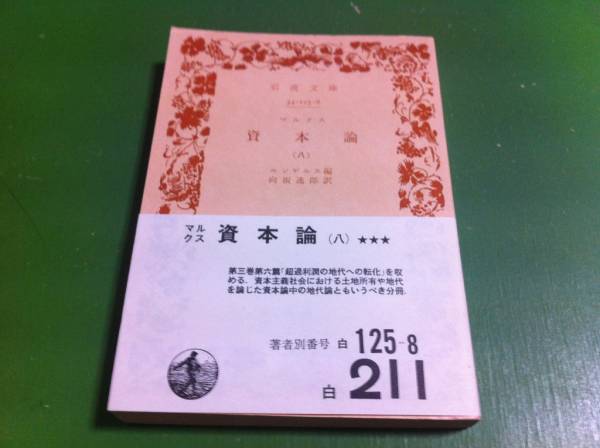 岩波文庫
34-125-8
マルクス
資本論
(八)
エンゲルス編
向坂逸郎訳
マルクス 資本論 (八) ★★★
第三巻第六篇「超過利潤の地代への転化」を収
める。資本主義社会における土地所有や地代
を論じた資本論中の地代論ともいうべき分冊.
著者別番号 白 125-8
白 211